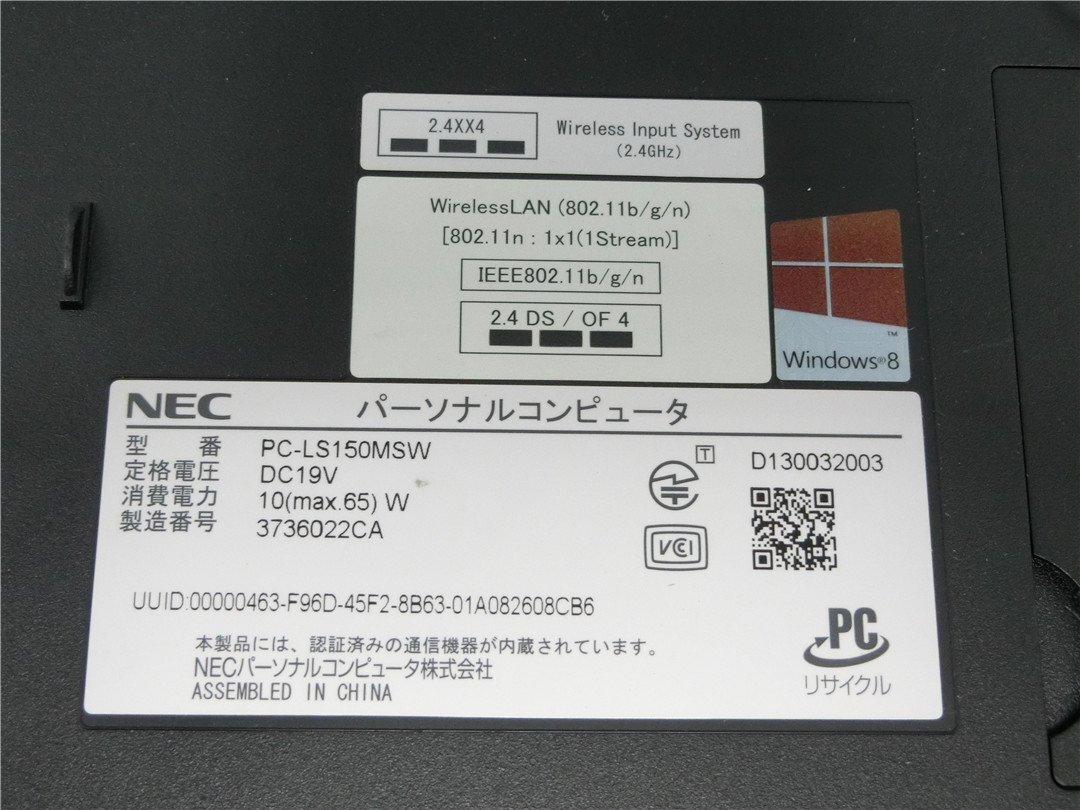 2.4XX4
Wireless Input System
(2.4GHz)
WirelessLAN (802.11b/g/n)
[802.11n : 1x1(1Stream)]
IEEE802.11b/g/n
2.4 DS / OF 4
TM
Windows®8
NEC パーソナルコンピュータ
型 番 PC-LS150MSW
定格電圧 DC19V
消費電力 10(max.65) W
製造番号 3736022CA
T
D130032003
VCI
UUID:00000463-F96D-45F2-8B63-01A082608CB6
本製品には、認証済みの通信機器が内蔵されています。
NECパーソナルコンピュータ株式会社
ASSEMBLED IN CHINA
PC
リサイクル